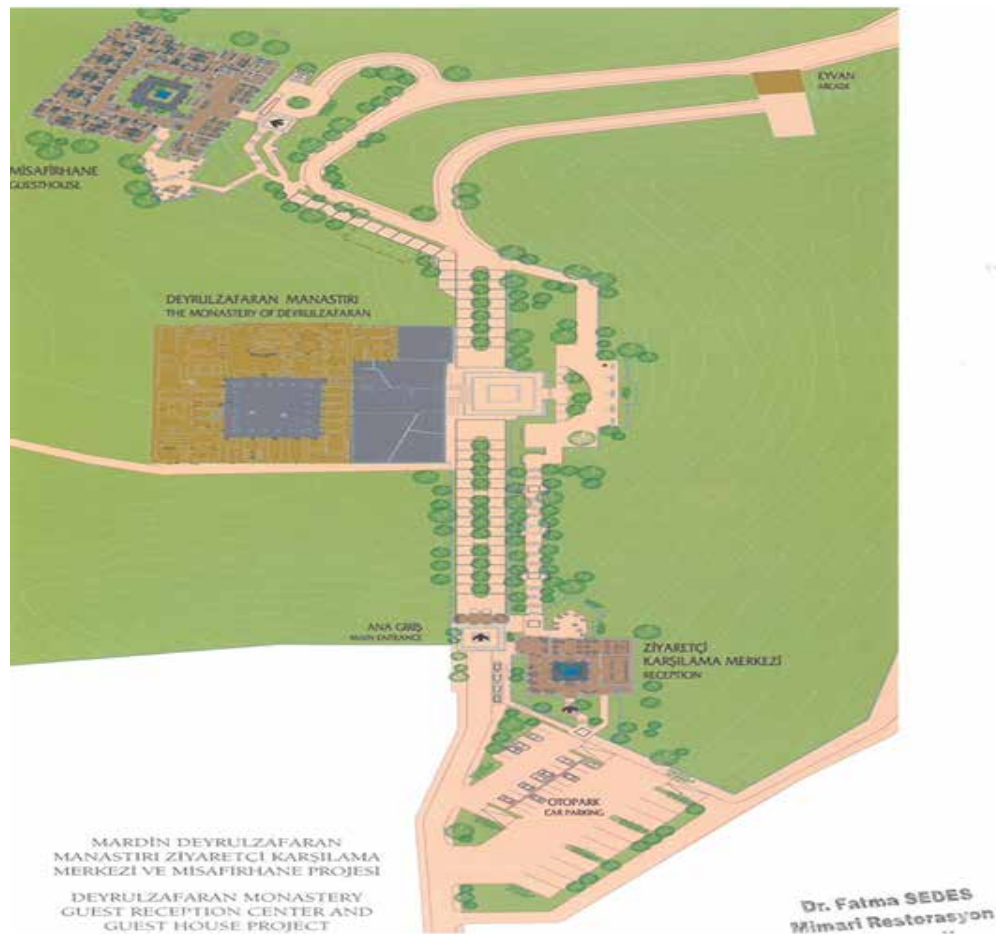 EYVAN
ARCADE
MİSAFİRHANE
GUESTHOUSE
DEYRULZAFARAN MANASTIRI
THE MONASTERY OF DEYRULZAFARAN
ANA GİRİŞ
MAIN ENTRANCE
ZİYARETÇİ
KARŞILAMA MERKEZİ
RECEPTION
OTOPARK
CAR PARKING
MARDİN DEYRULZAFARAN
MANASTIRI ZİYARETÇİ KARŞILAMA
MERKEZİ VE MİSAFİRHANE PROJESİ
DEYRULZAFARAN MONASTERY
GUEST RECEPTION CENTER AND
GUEST HOUSE PROJECT
Dr. Fatma SEDES
Mimari Restorasyon